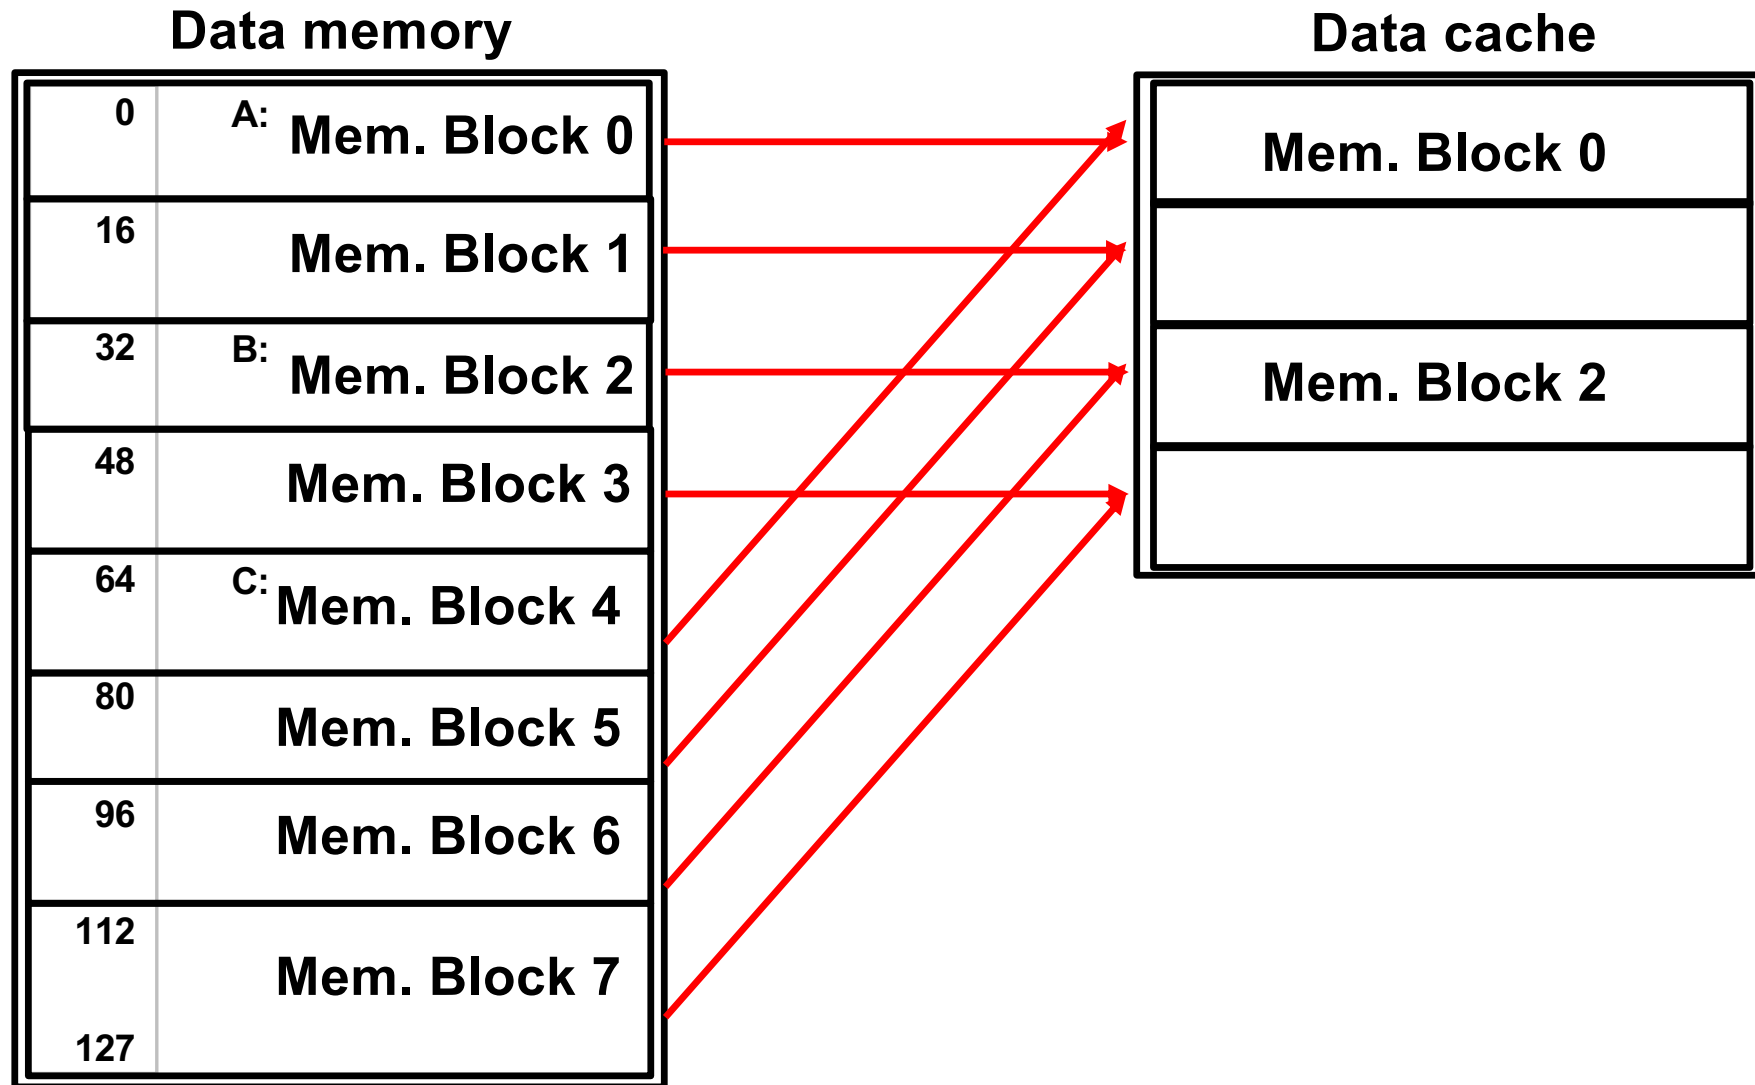 Data memory
0 A: Mem. Block 0
16 Mem. Block 1
32 B: Mem. Block 2
48 Mem. Block 3
64 C: Mem. Block 4
80 Mem. Block 5
96 Mem. Block 6
112
Mem. Block 7
127
Data cache
Mem. Block 0
Mem. Block 2